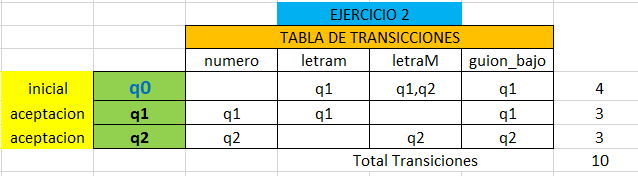 EJERCICIO 2
TABLA DE TRANSICCIONES
numero letram letraM guion_bajo
inicial q0 q1 q1,q2 q1 4
aceptacion q1 q1 q1 q1 3
aceptacion q2 q2 q2 q2 3
Total Transiciones 10